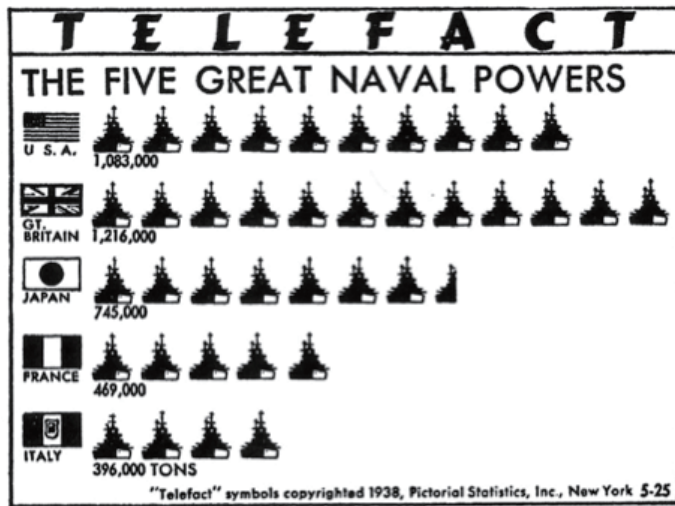 TELEFACT
THE FIVE GREAT NAVAL POWERS
U S. A.
1,083,000
GT.
BRITAIN
1,216,000
JAPAN
745,000
FRANCE
469,000
ITALY
396,000 TONS
"Telefact" symbols copyrighted 1938, Pictorial Statistics, Inc., New York 5-25